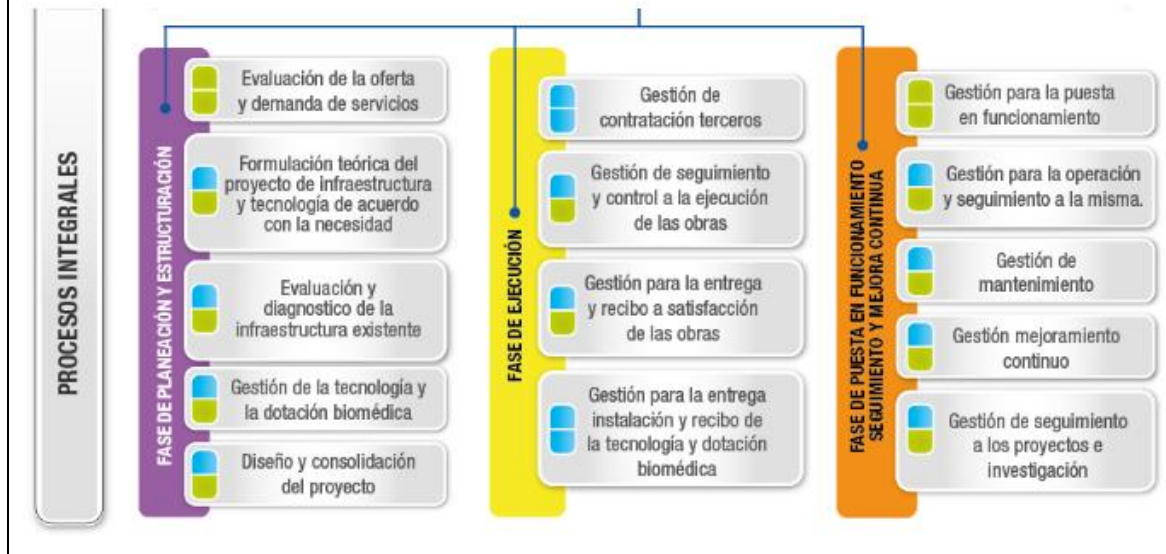 PROCESOS INTEGRALES
FASE DE PLANEACIÓN Y ESTRUCTURACIÓN
Evaluación de la oferta
y demanda de servicios
Formulación teórica del
proyecto de infraestructura
y tecnología de acuerdo
con la necesidad
Evaluación y
diagnostico de la
infraestructura existente
Gestión de la tecnología y
la dotación biomédica
Diseño y consolidación
del proyecto
FASE DE EJECUCIÓN
Gestión de
contratación terceros
Gestión de seguimiento
y control a la ejecución
de las obras
Gestión para la entrega
y recibo a satisfacción
de las obras
Gestión para la entrega
instalación y recibo de
la tecnología y dotación
biomédica
FASE DE PUESTA EN FUNCIONAMIENTO
SEGUIMIENTO Y MEJORA CONTINUA
Gestión para la puesta
en funcionamiento
Gestión para la operación
y seguimiento a la misma.
Gestión de
mantenimiento
Gestión mejoramiento
continuo
Gestión de seguimiento
a los proyectos e
investigación